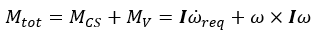 M_tot = M_CS + M_V = Iω̇_req + ω × Iω